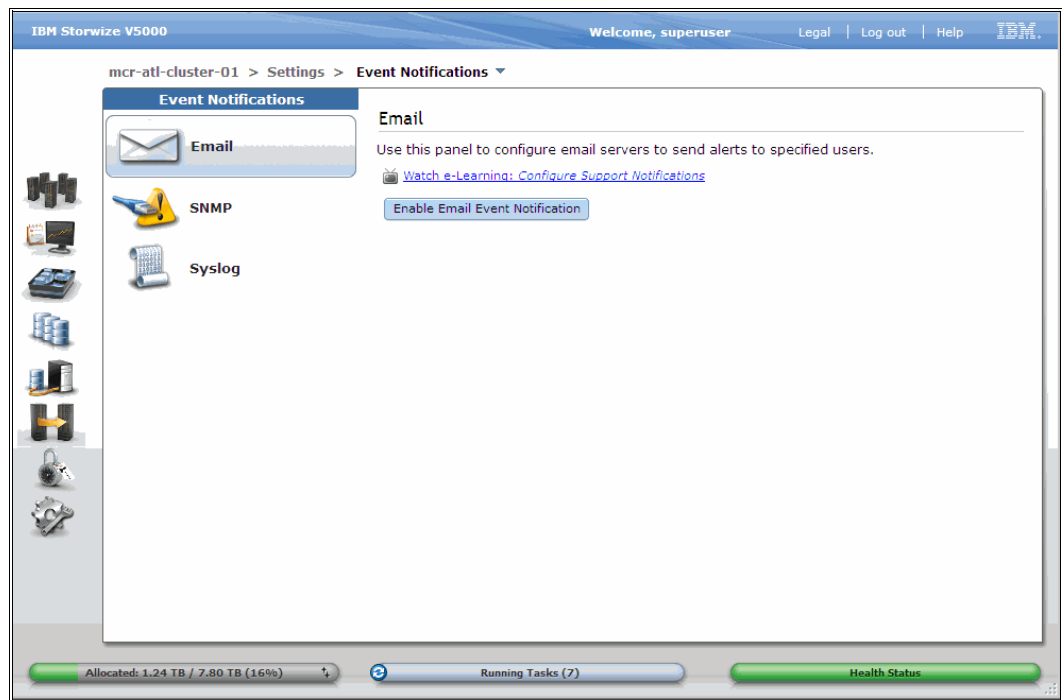 IBM Storwize V5000
Welcome, superuser
Legal | Log out | Help
IBM.
mcr-atl-cluster-01 > Settings > Event Notifications
Event Notifications
Email
SNMP
Syslog
Email
Use this panel to configure email servers to send alerts to specified users.
Watch e-Learning: Configure Support Notifications
Enable Email Event Notification
Allocated: 1.24 TB / 7.80 TB (16%)
Running Tasks (7)
Health Status